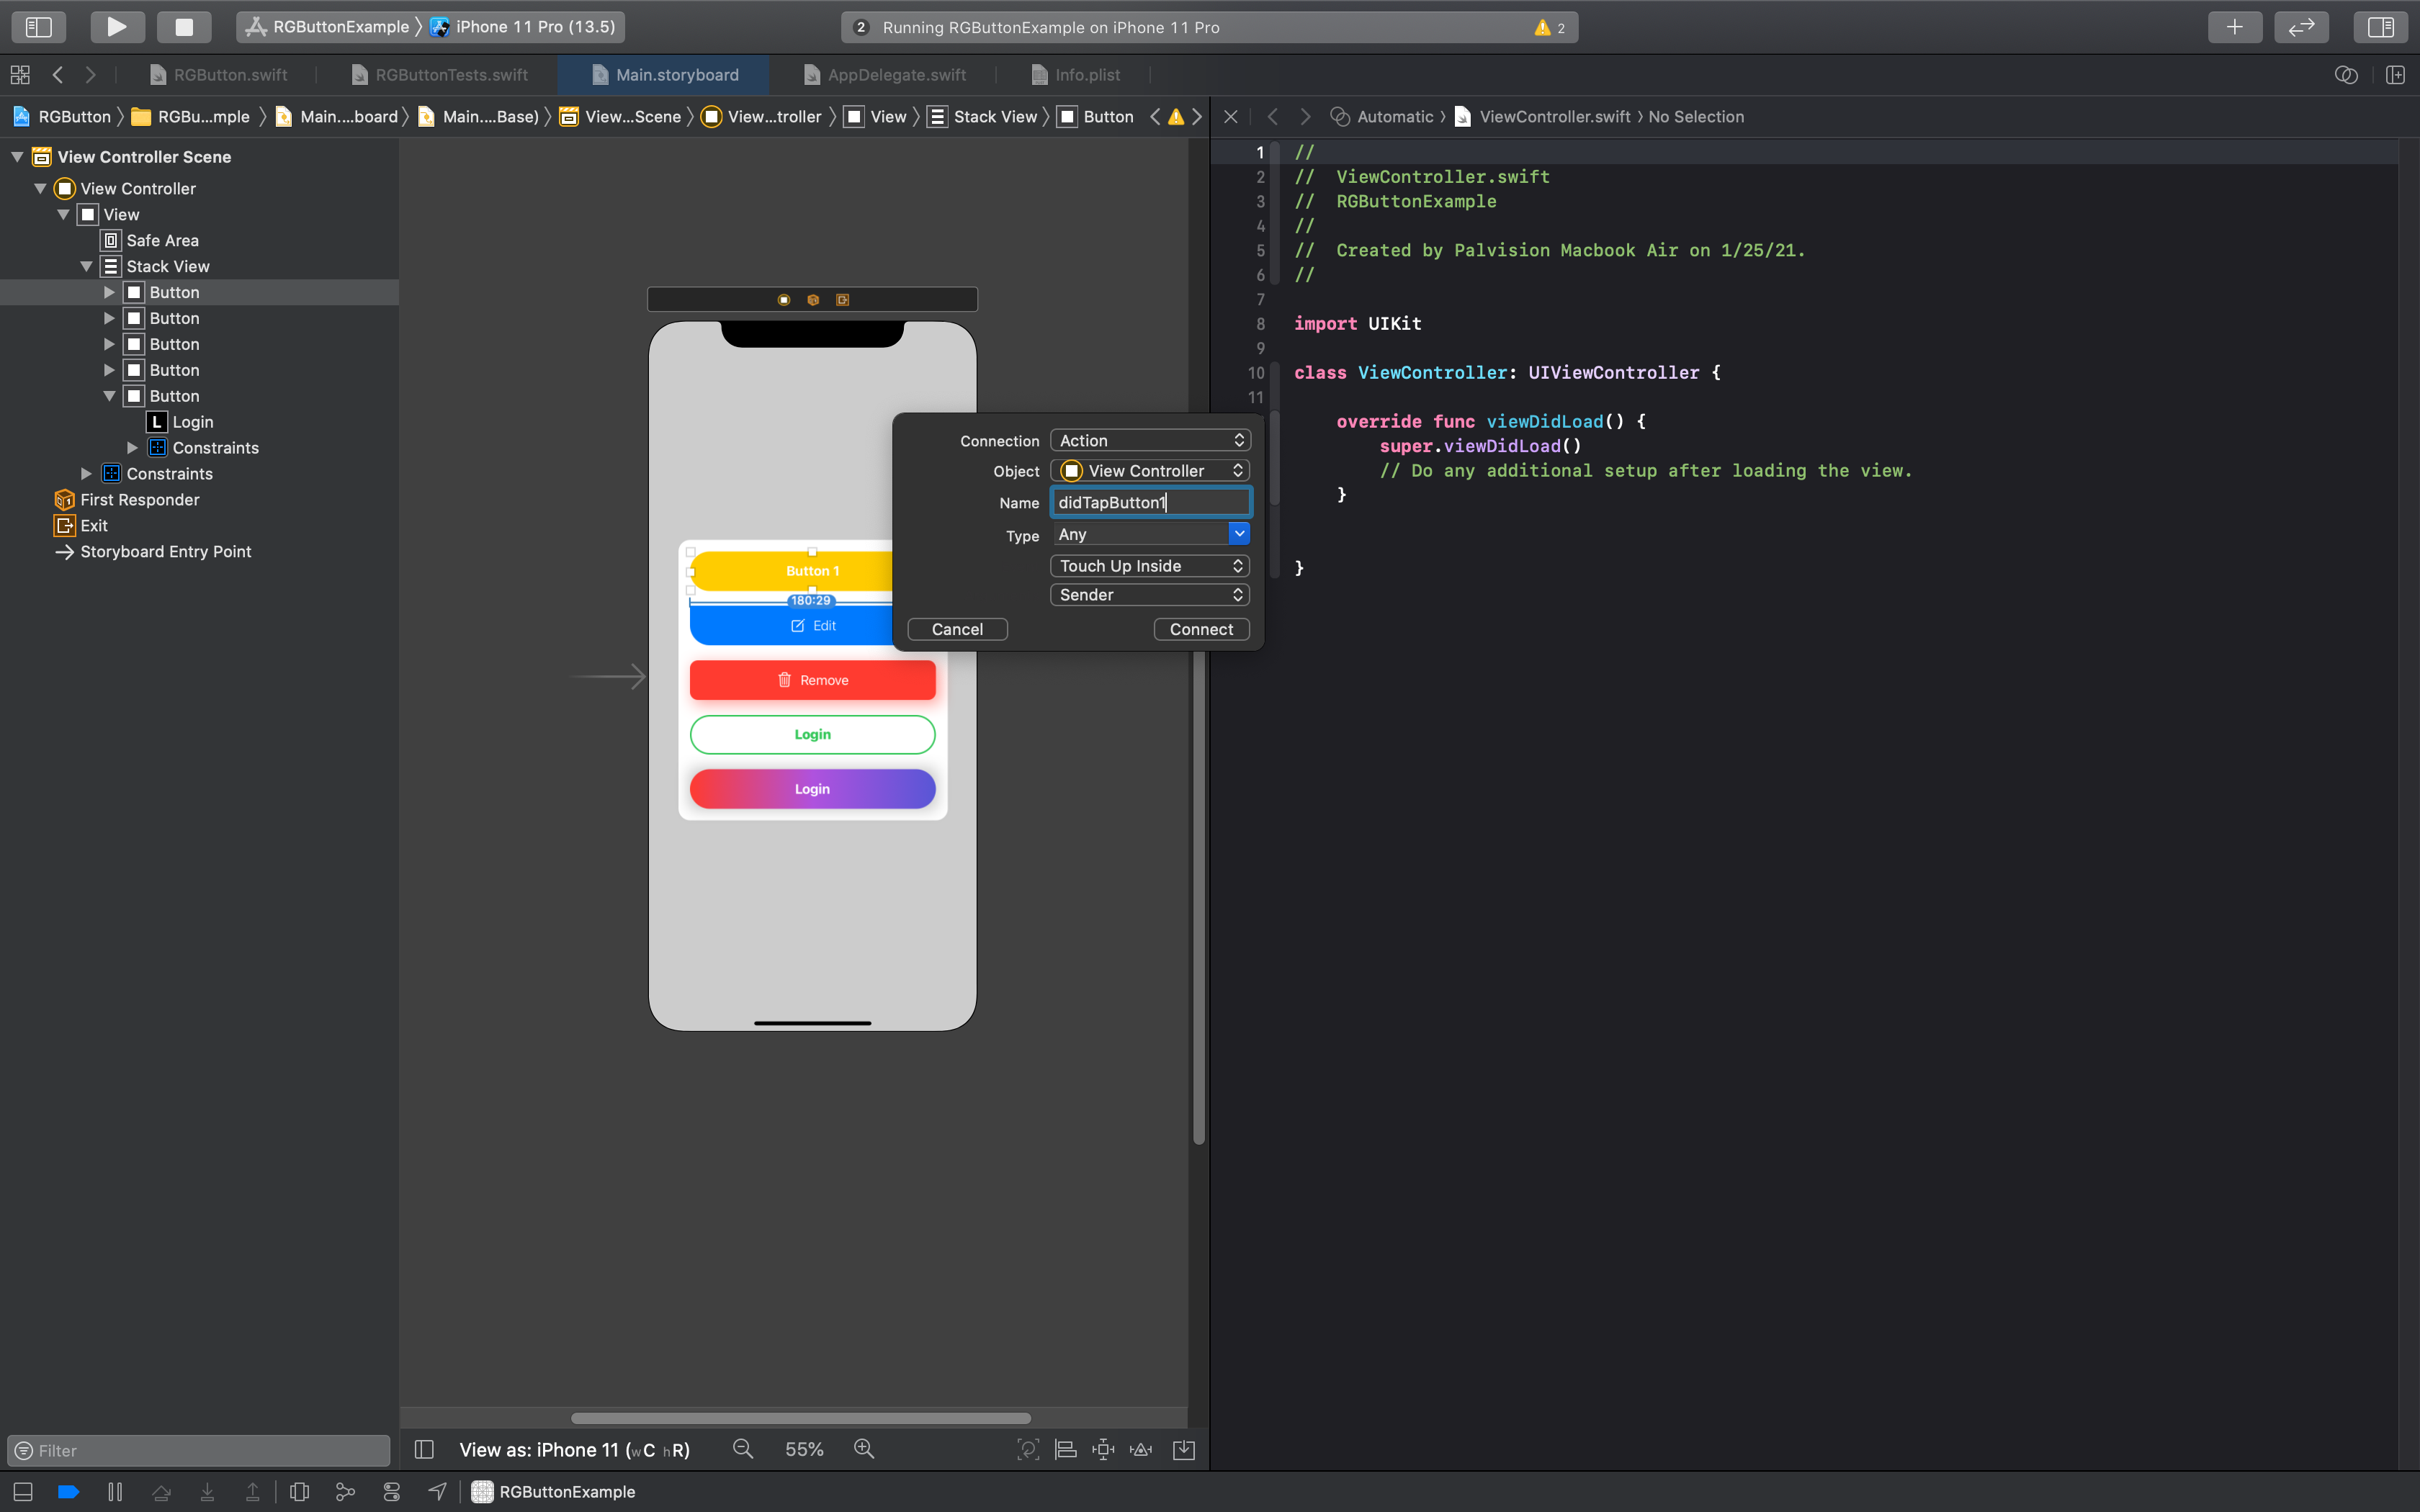 RGButtonExample 〉 iPhone 11 Pro (13.5)
2 Running RGButtonExample on iPhone 11 Pro 2
RGButton.swift RGButtonTests.swift Main.storyboard AppDelegate.swift Info.plist
RGButton 〉 RGBu...mple 〉 Main....board 〉 Main....Base) 〉 View...Scene 〉 View...troller 〉 View 〉 Stack View 〉 Button
Automatic 〉 ViewController.swift 〉 No Selection
View Controller Scene
View Controller
View
Safe Area
Stack View
Button
Button
Button
Button
Button
L Login
Constraints
Constraints
First Responder
Exit
Storyboard Entry Point
Filter
Button 1
180:29
Edit
Remove
Login
Login
Connection Action
Object View Controller
Name didTapButton1
Type Any
Touch Up Inside
Sender
Cancel Connect
1 //
2 //  ViewController.swift
3 //  RGButtonExample
4 //
5 //  Created by Palvision Macbook Air on 1/25/21.
6 //
7
8 import UIKit
9
10 class ViewController: UIViewController {
11
override func viewDidLoad() {
super.viewDidLoad()
// Do any additional setup after loading the view.
}
}
View as: iPhone 11 (wC hR) 55%
RGButtonExample